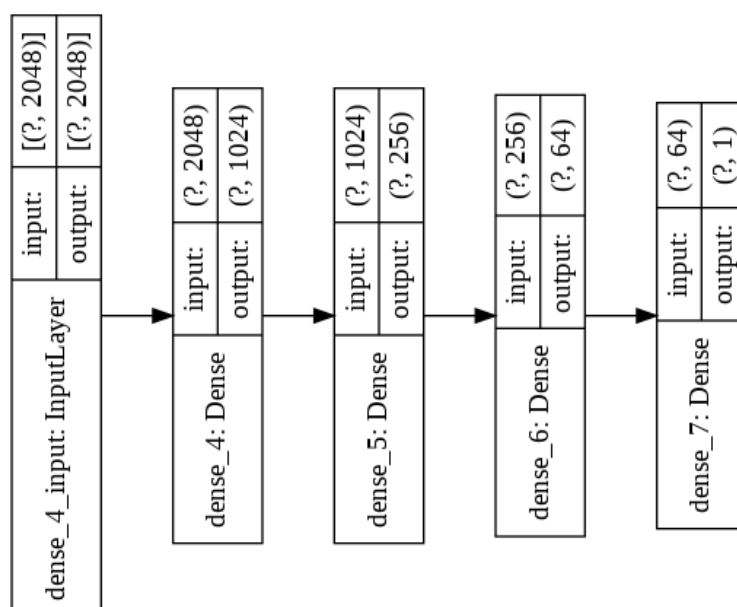 dense_4_input: InputLayer
input:
[(?, 2048)]
output:
[(?, 2048)]
dense_4: Dense
input:
(?, 2048)
output:
(?, 1024)
dense_5: Dense
input:
(?, 1024)
output:
(?, 256)
dense_6: Dense
input:
(?, 256)
output:
(?, 64)
dense_7: Dense
input:
(?, 64)
output:
(?, 1)